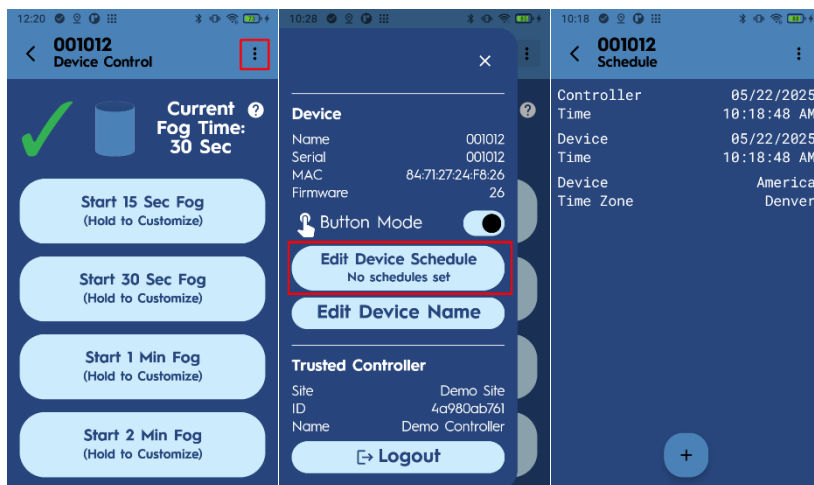 12:20
001012
Device Control
Current
Fog Time:
30 Sec
Start 15 Sec Fog
(Hold to Customize)
Start 30 Sec Fog
(Hold to Customize)
Start 1 Min Fog
(Hold to Customize)
Start 2 Min Fog
(Hold to Customize)
10:28
Device
Name 001012
Serial 001012
MAC 84:71:27:24:F8:26
Firmware 26
Button Mode
Edit Device Schedule
No schedules set
Edit Device Name
Trusted Controller
Site Demo Site
ID 4a980ab761
Name Demo Controller
Logout
10:18
001012
Schedule
Controller 05/22/2025
Time 10:18:48 AM
Device 05/22/2025
Time 10:18:48 AM
Device America
Time Zone Denver
+